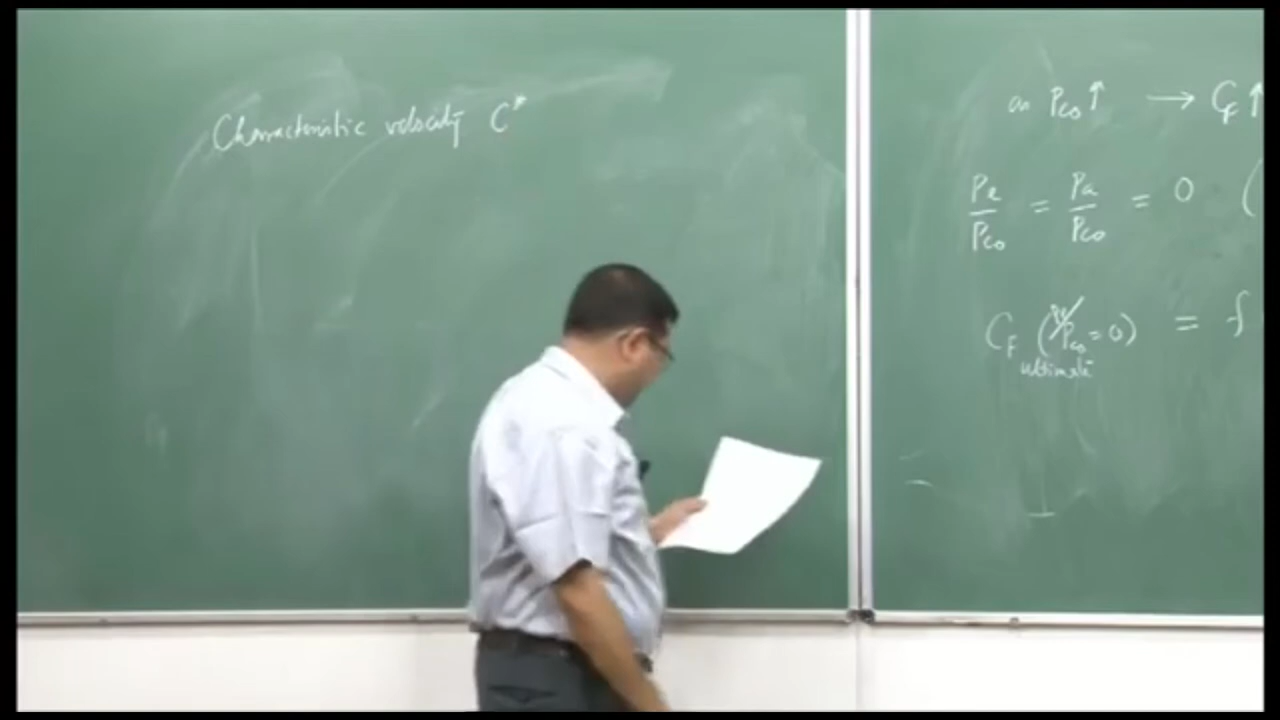 Characteristic velocity C*
as Pco↑ → CF↑
Pe/Pco = Pa/Pco = 0 (
CF (Pa/Pco = 0) = f
ultimate